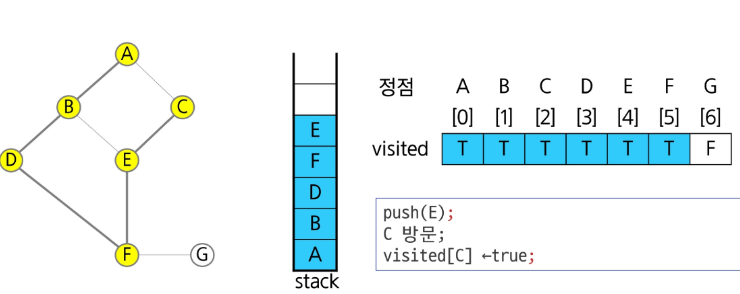 A
B
C
D
E
F
G
E
F
D
B
A
stack
정점 A B C D E F G
[0] [1] [2] [3] [4] [5] [6]
visited T T T T T T F
push(E);
C 방문;
visited[C] ←true;